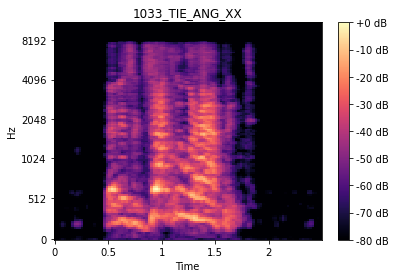 1033_TIE_ANG_XX
8192
4096
2048
1024
512
0
Hz
0
0.5
1
1.5
2
Time
+0 dB
-10 dB
-20 dB
-30 dB
-40 dB
-50 dB
-60 dB
-70 dB
-80 dB